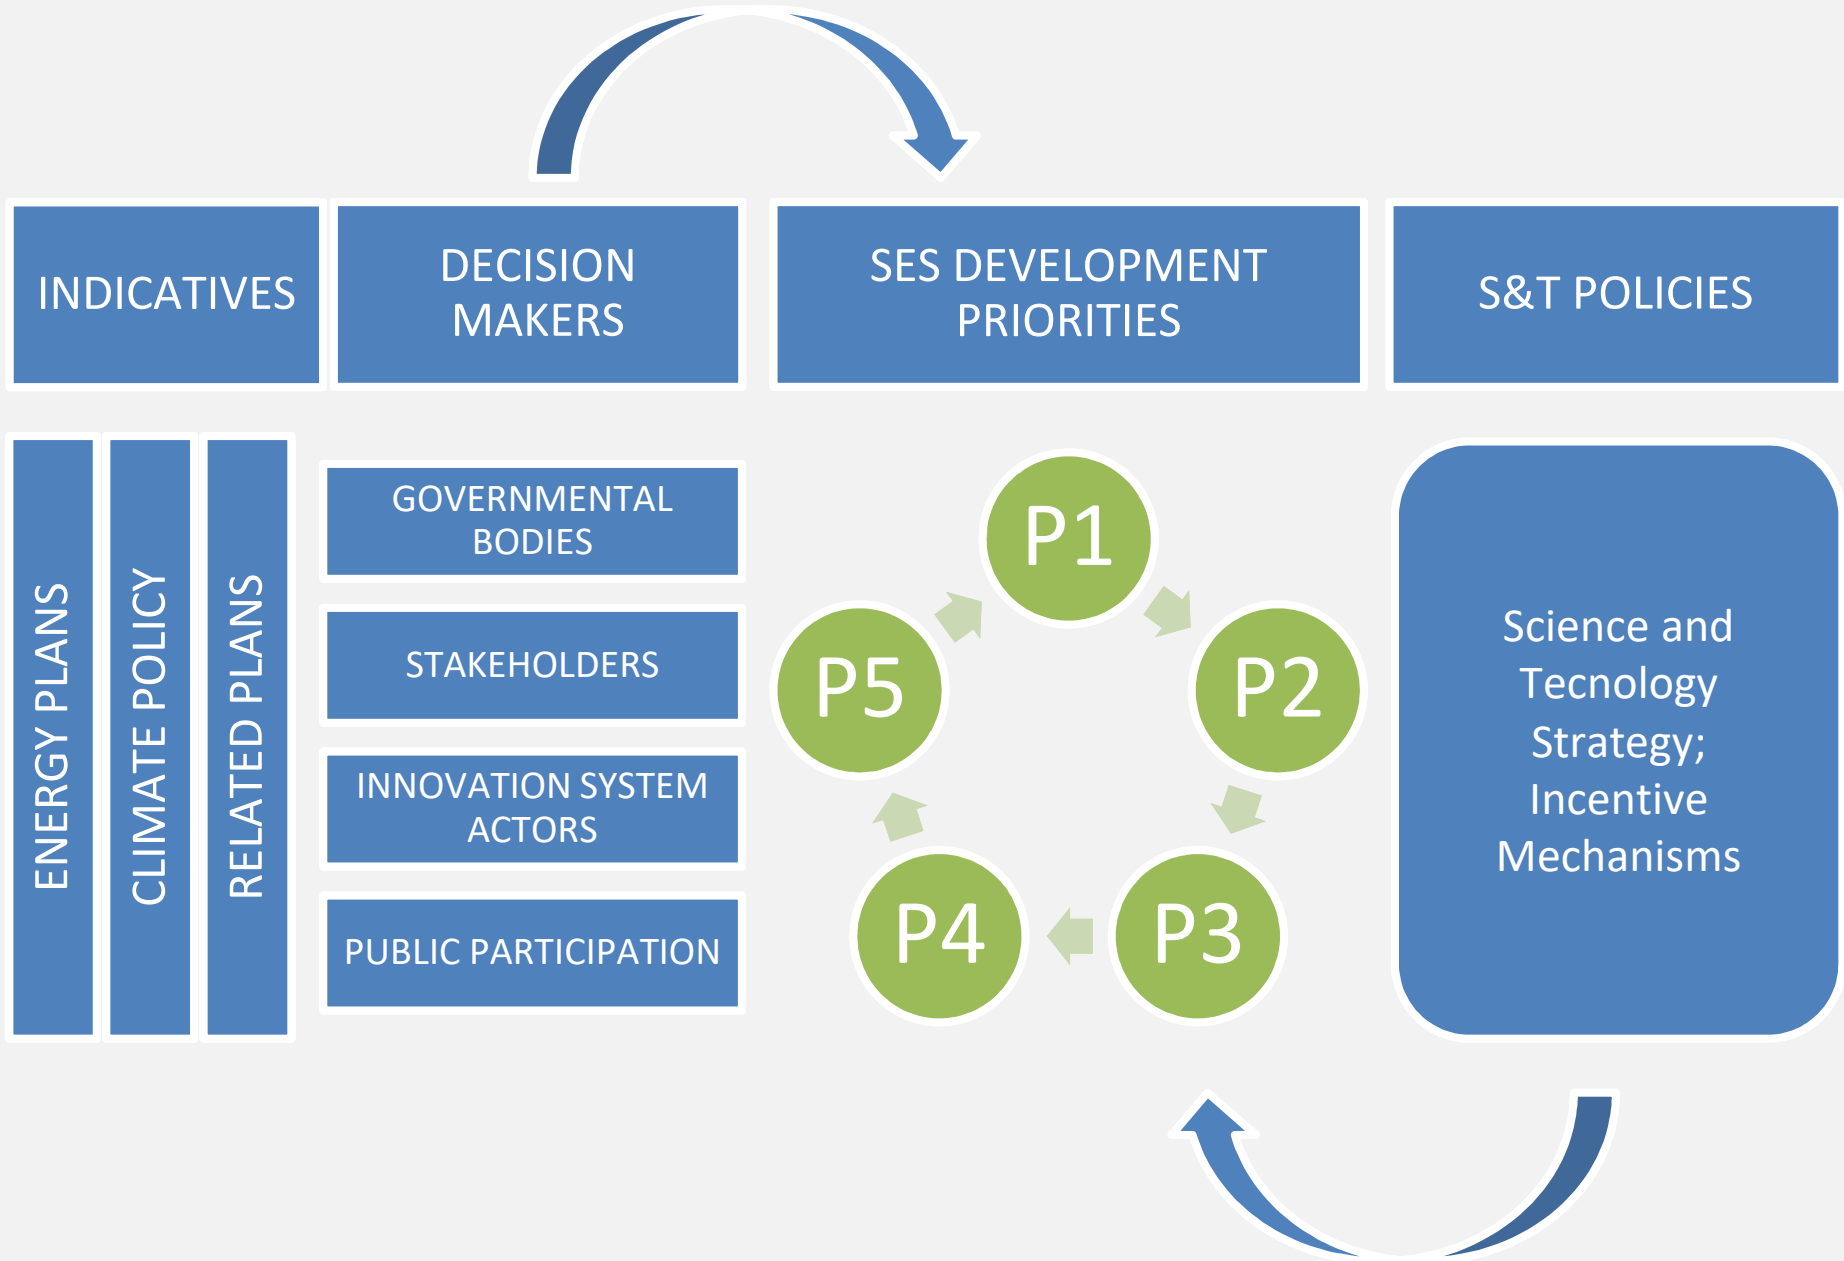 INDICATIVES
DECISION
MAKERS
SES DEVELOPMENT
PRIORITIES
S&T POLICIES
ENERGY PLANS
CLIMATE POLICY
RELATED PLANS
GOVERNMENTAL
BODIES
STAKEHOLDERS
INNOVATION SYSTEM
ACTORS
PUBLIC PARTICIPATION
P1
P2
P3
P4
P5
Science and
Tecnology
Strategy;
Incentive
Mechanisms